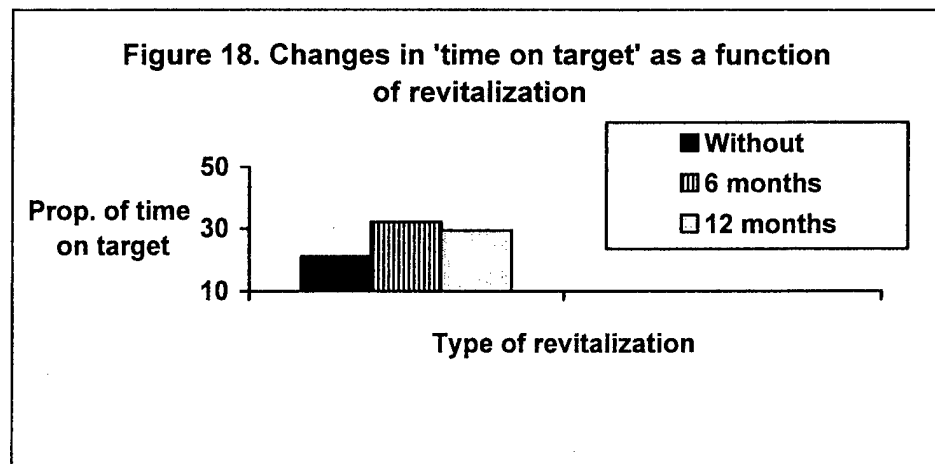 Figure 18. Changes in 'time on target' as a function
of revitalization
Without
6 months
12 months
50
30
10
Prop. of time
on target
Type of revitalization